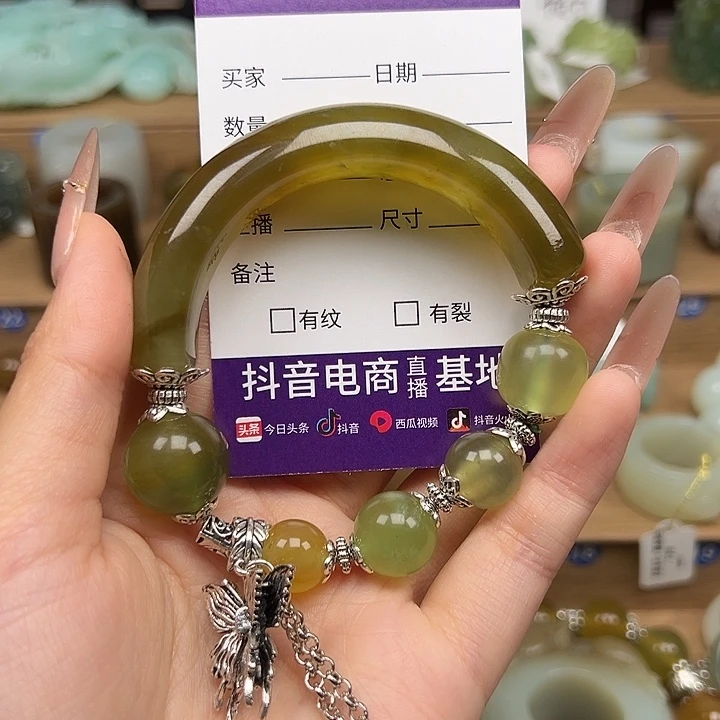 买家 日期
数量
播 尺寸
备注
□有纹 □有裂
抖音电商直播基地
头条 今日头条 抖音 西瓜视频 抖音火